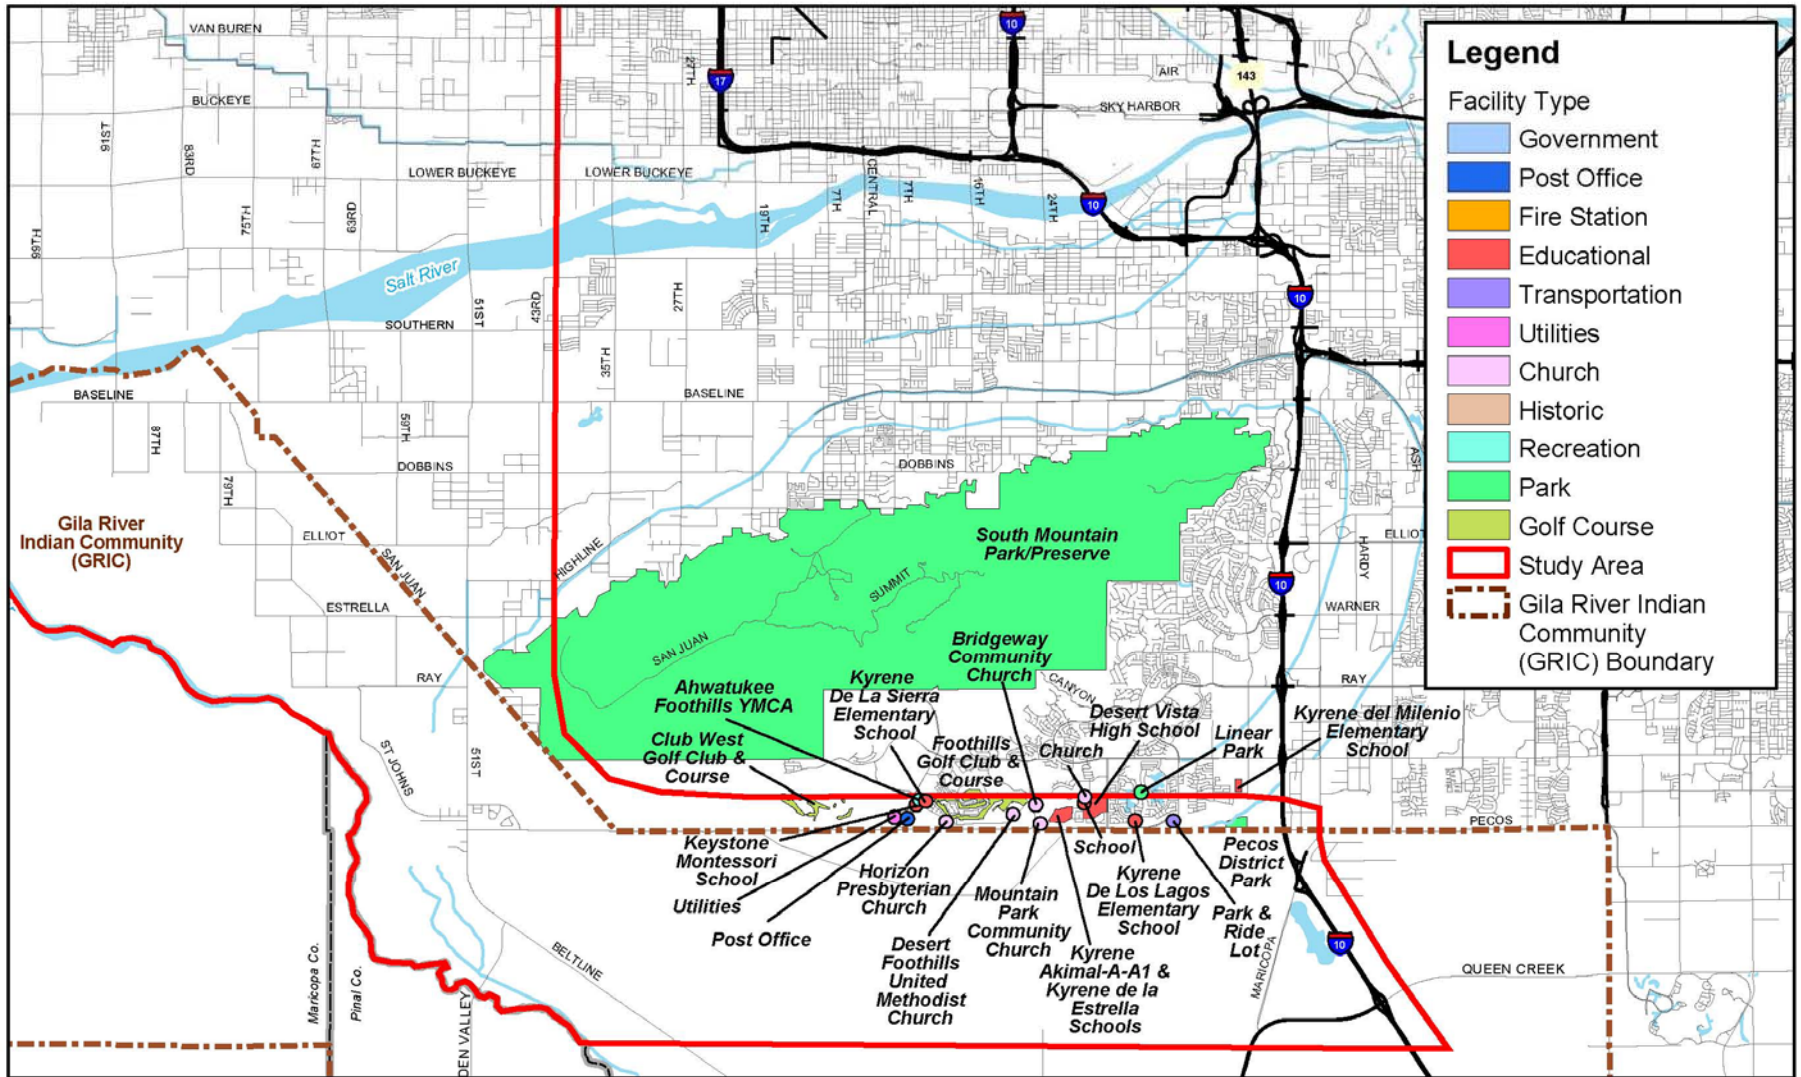 VAN BUREN
10
17
27TH
AIR
143
SKY HARBOR
BUCKEYE
91ST
83RD
67TH
LOWER BUCKEYE
LOWER BUCKEYE
CENTRAL
7TH
7TH
16TH
24TH
10
19TH
75TH
63RD
99TH
Salt River
51ST
43RD
27TH
10
SOUTHERN
35TH
BASELINE
BASELINE
87TH
59TH
79TH
DOBBINS
DOBBINS
ASH
Gila River
Indian Community
(GRIC)
ELLIOT
SAN JUAN
HIGHLINE
South Mountain
Park/Preserve
ELLIOT
HARDY
10
SUMMIT
ESTRELLA
WARNER
SAN JUAN
RAY
CANYON
RAY
Bridgeway
Community
Church
Ahwatukee
Foothills YMCA
Kyrene
De La Sierra
Elementary
School
Desert Vista
High School
Linear
Park
Kyrene del Milenio
Elementary
School
Club West
Golf Club &
Course
Foothills
Golf Club &
Course
Church
ST JOHNS
51ST
PECOS
Keystone
Montessori
School
Utilities
Post Office
Horizon
Presbyterian
Church
Desert
Foothills
United
Methodist
Church
Mountain
Park
Community
Church
School
Kyrene
Akimal-A-A1 &
Kyrene de la
Estrella
Schools
Kyrene
De Los Lagos
Elementary
School
Park &
Ride
Lot
Pecos
District
Park
MARICOPA
10
QUEEN CREEK
BELTLINE
Maricopa Co.
Pinal Co.
DEN VALLEY
Legend
Facility Type
Government
Post Office
Fire Station
Educational
Transportation
Utilities
Church
Historic
Recreation
Park
Golf Course
Study Area
Gila River Indian
Community
(GRIC) Boundary